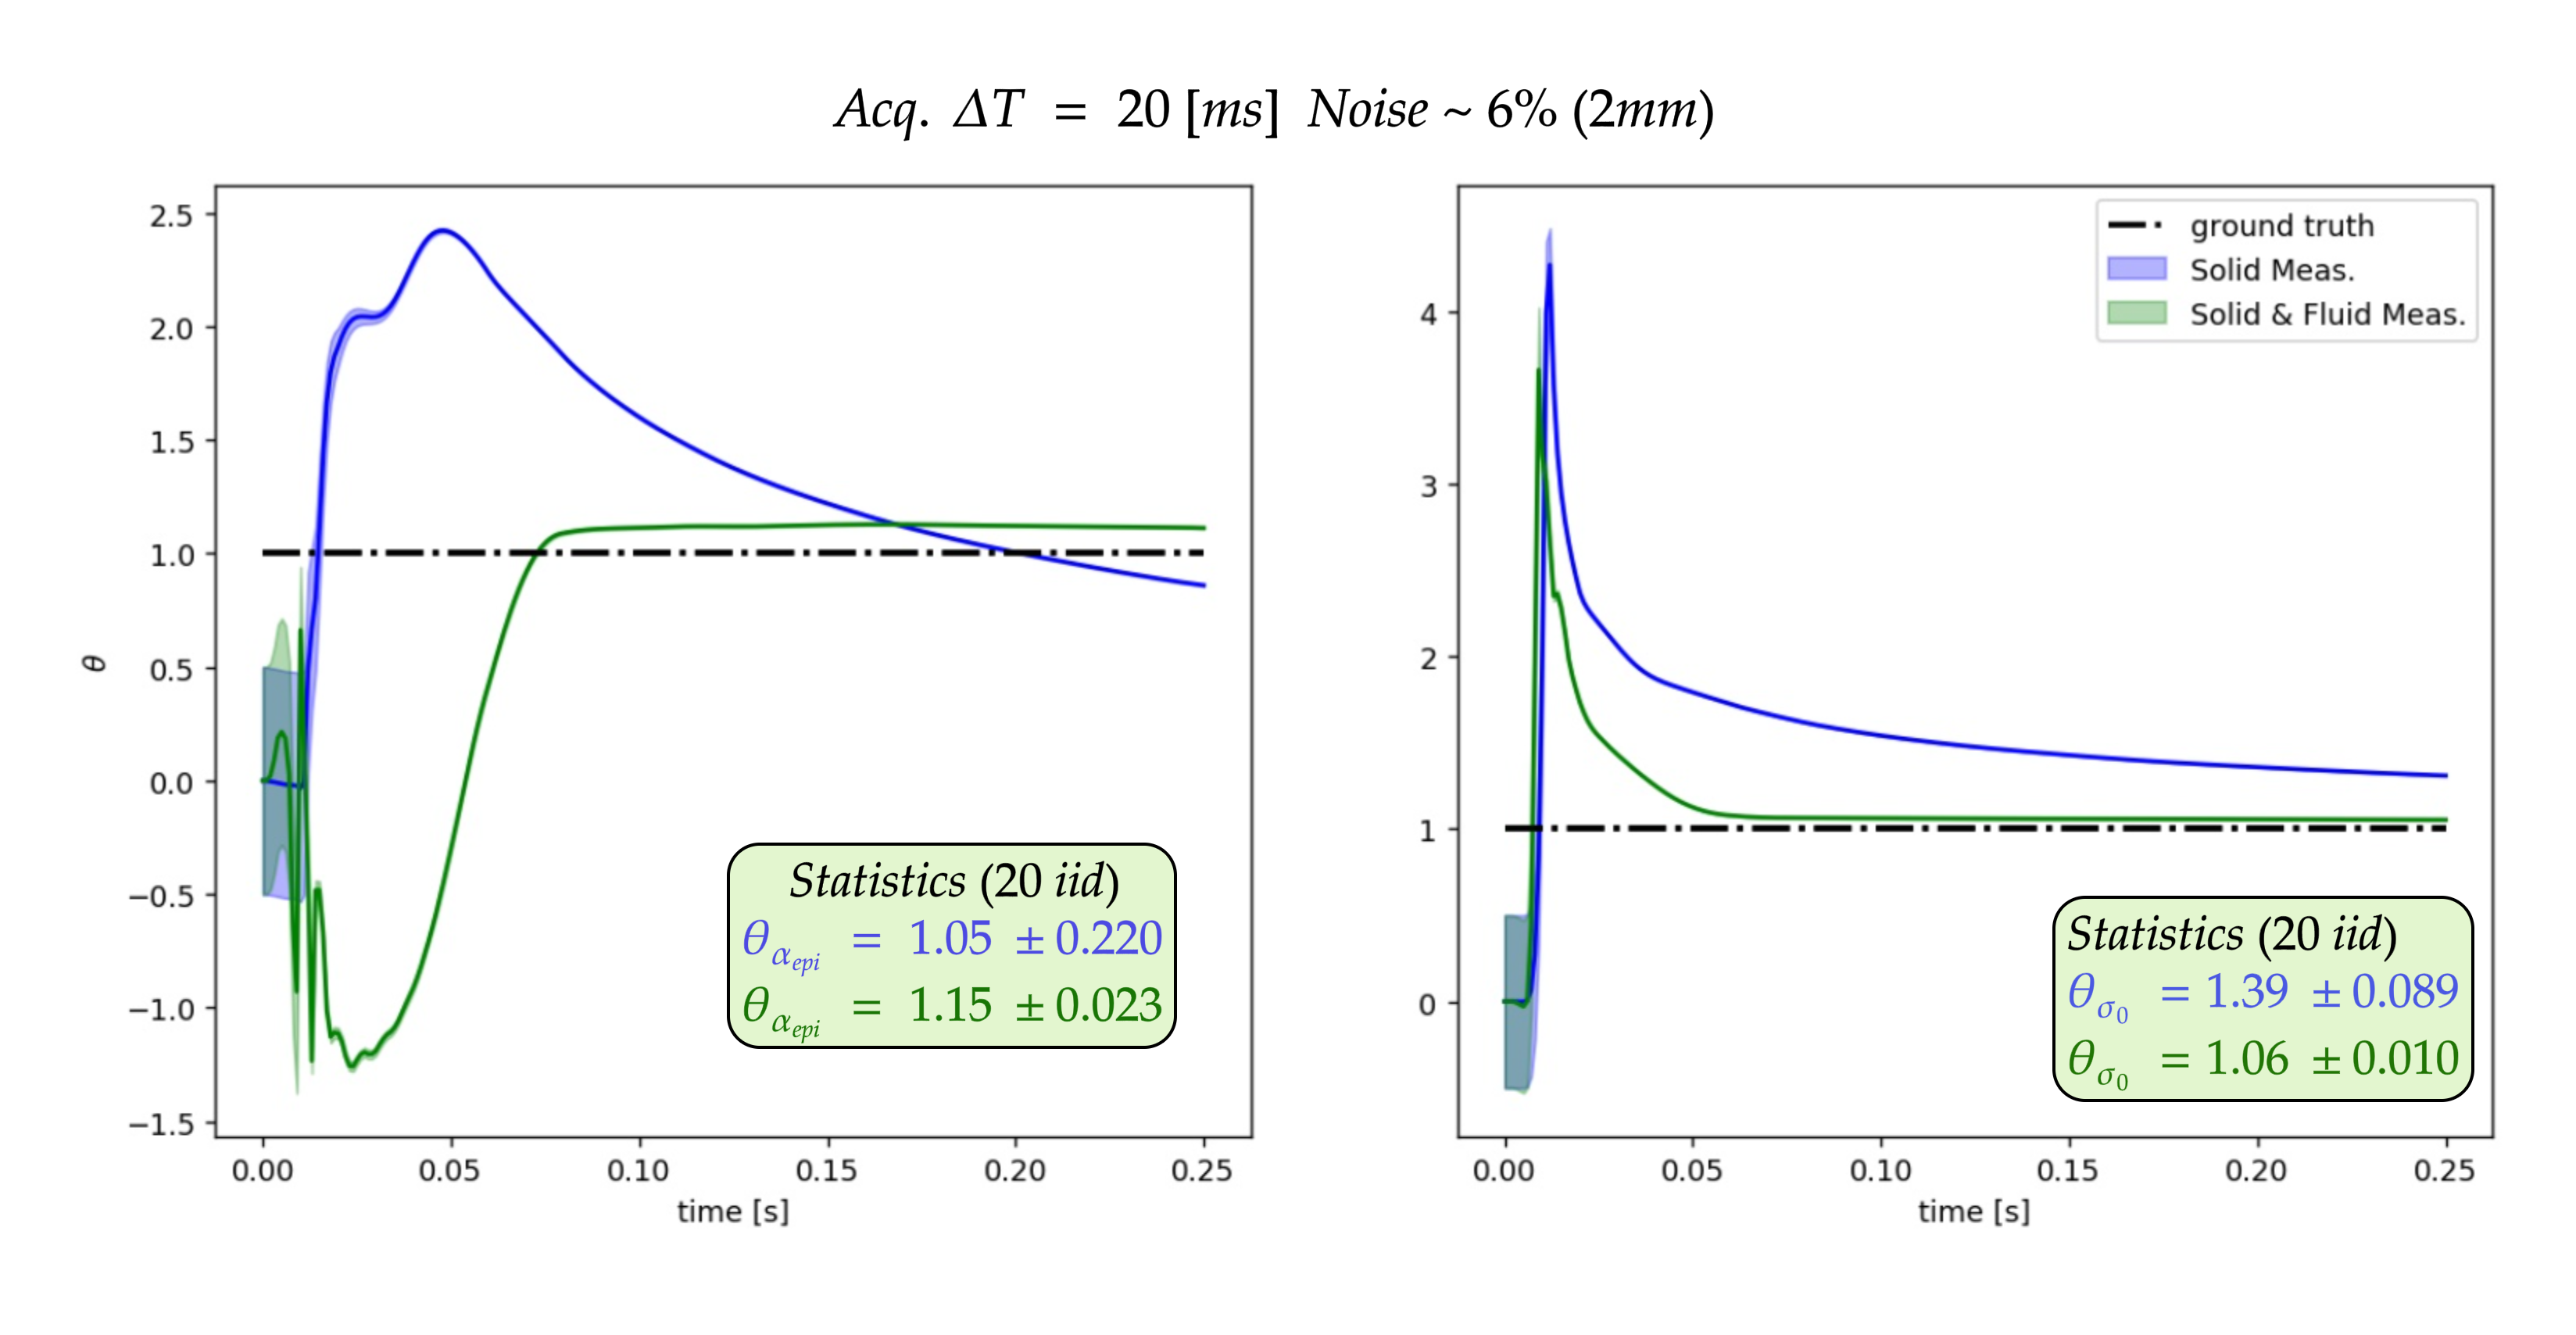 Acq. ΔT = 20 [ms] Noise ~ 6% (2mm)
θ
2.5
2.0
1.5
1.0
0.5
0.0
−0.5
−1.0
−1.5
0.00 0.05 0.10 0.15 0.20 0.25
time [s]
Statistics (20 iid)
θ_α_epi = 1.05 ± 0.220
θ_α_epi = 1.15 ± 0.023
4
3
2
1
0
0.00 0.05 0.10 0.15 0.20 0.25
time [s]
ground truth
Solid Meas.
Solid & Fluid Meas.
Statistics (20 iid)
θ_σ_0 = 1.39 ± 0.089
θ_σ_0 = 1.06 ± 0.010